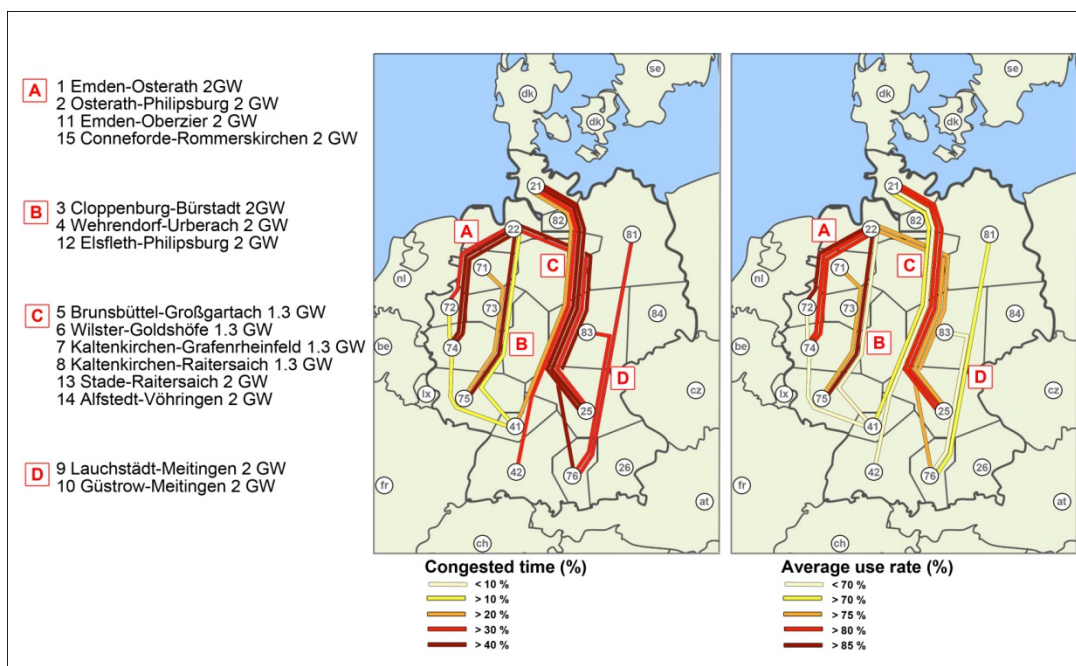 A
1 Emden-Osterath 2GW
2 Osterath-Philipsburg 2 GW
11 Emden-Oberzier 2 GW
15 Conneforde-Rommerskirchen 2 GW
B
3 Cloppenburg-Bürstadt 2GW
4 Wehrendorf-Urberach 2 GW
12 Elsfleth-Philipsburg 2 GW
C
5 Brunsbüttel-Großgartach 1.3 GW
6 Wilster-Goldshöfe 1.3 GW
7 Kaltenkirchen-Grafenrheinfeld 1.3 GW
8 Kaltenkirchen-Raitersaich 1.3 GW
13 Stade-Raitersaich 2 GW
14 Alfstedt-Vöhringen 2 GW
D
9 Lauchstädt-Meitingen 2 GW
10 Güstrow-Meitingen 2 GW
se
dk
dk
21
82
22
81
A
C
71
nl
72
73
84
83
74
be
B
D
lx
75
cz
25
41
42
76
26
fr
at
ch
Congested time (%)
< 10 %
> 10 %
> 20 %
> 30 %
> 40 %
se
dk
dk
21
82
22
81
A
C
71
nl
72
73
84
83
74
be
B
D
lx
75
cz
25
41
42
76
26
fr
at
ch
Average use rate (%)
< 70 %
> 70 %
> 75 %
> 80 %
> 85 %